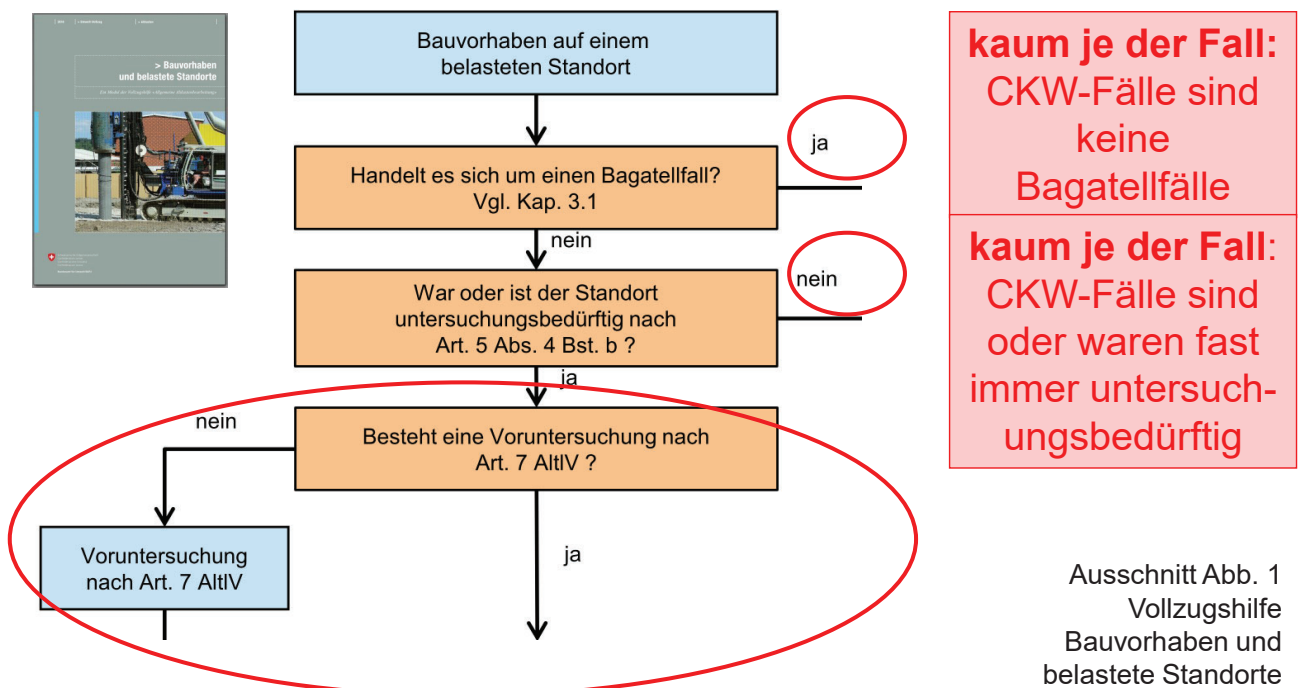 > Bauvorhaben
und belastete Standorte
Bauvorhaben auf einem
belasteten Standort
ja
Handelt es sich um einen Bagatellfall?
Vgl. Kap. 3.1
nein
nein
War oder ist der Standort
untersuchungsbedürftig nach
Art. 5 Abs. 4 Bst. b ?
ja
nein
Besteht eine Voruntersuchung nach
Art. 7 AltlV ?
Voruntersuchung
nach Art. 7 AltlV
ja
kaum je der Fall:
CKW-Fälle sind
keine
Bagatellfälle
kaum je der Fall:
CKW-Fälle sind
oder waren fast
immer untersuch-
ungsbedürftig
Ausschnitt Abb. 1
Vollzugshilfe
Bauvorhaben und
belastete Standorte